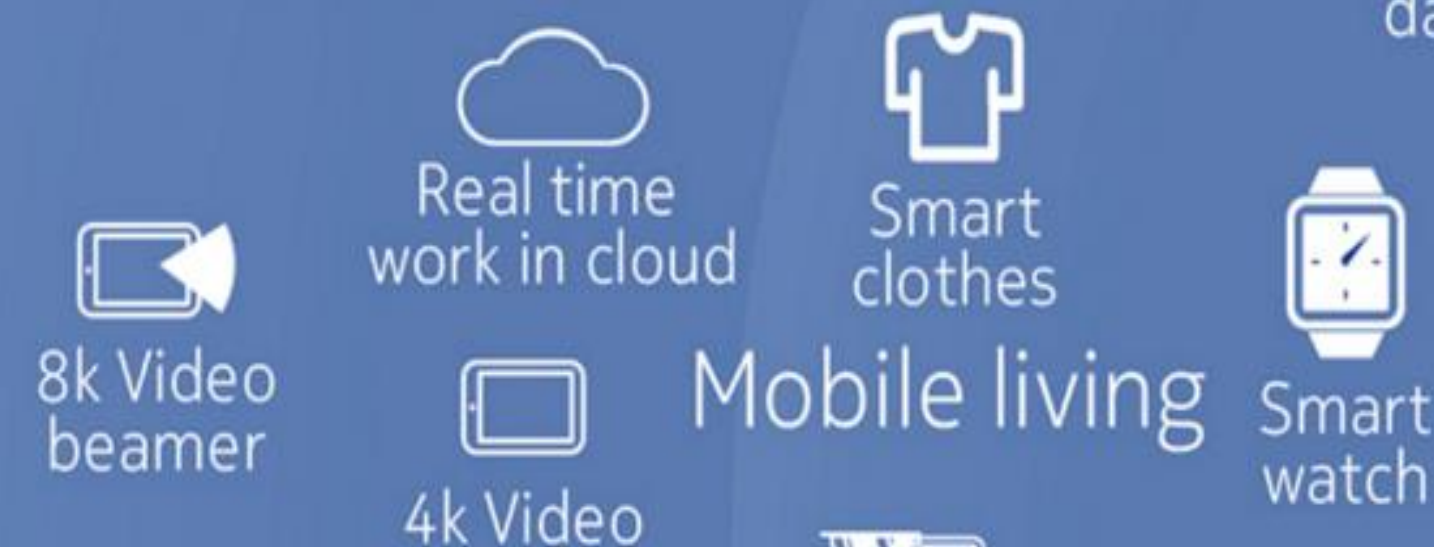 Real time
work in cloud
Smart
clothes
8k Video
beamer
Mobile living
Smart
watch
4k Video